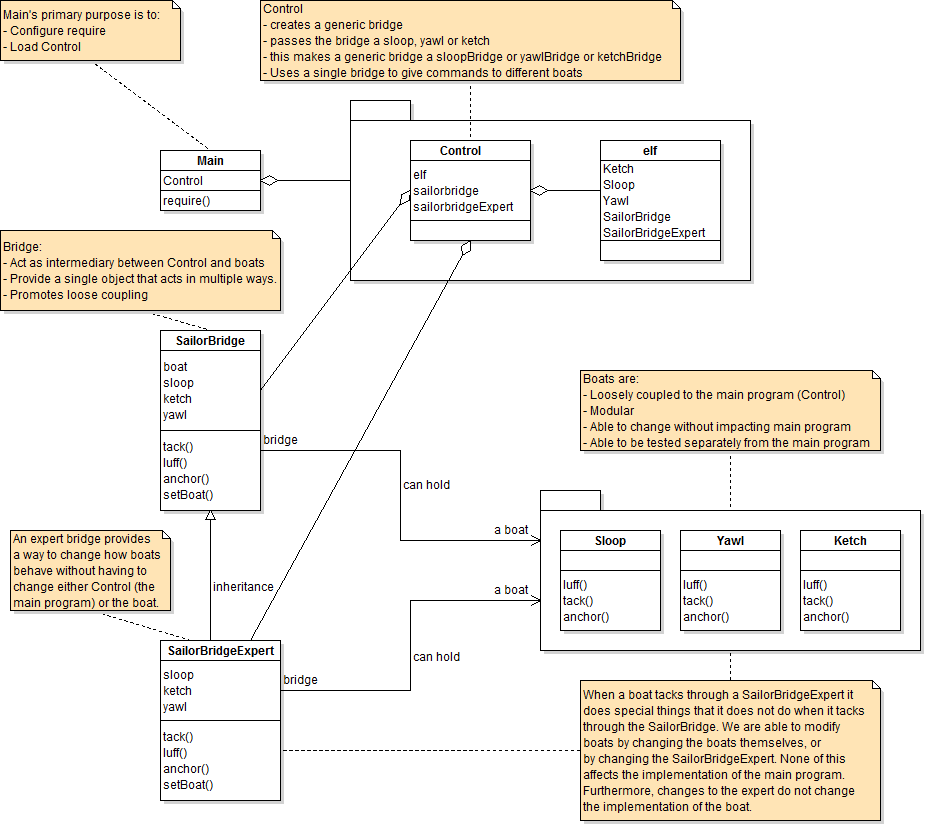 Main's primary purpose is to:
- Configure require
- Load Control
Control
- creates a generic bridge
- passes the bridge a sloop, yawl or ketch
- this makes a generic bridge a sloopBridge or yawlBridge or ketchBridge
- Uses a single bridge to give commands to different boats
Main
Control
require()
Control
elf
sailorbridge
sailorbridgeExpert
elf
Ketch
Sloop
Yawl
SailorBridge
SailorBridgeExpert
Bridge:
- Act as intermediary between Control and boats
- Provide a single object that acts in multiple ways.
- Promotes loose coupling
SailorBridge
boat
sloop
ketch
yawl
tack()
luff()
anchor()
setBoat()
bridge
can hold
a boat
Boats are:
- Loosely coupled to the main program (Control)
- Modular
- Able to change without impacting main program
- Able to be tested separately from the main program
Sloop
luff()
tack()
anchor()
Yawl
luff()
tack()
anchor()
Ketch
luff()
tack()
anchor()
An expert bridge provides
a way to change how boats
behave without having to
change either Control (the
main program) or the boat.
inheritance
a boat
can hold
bridge
SailorBridgeExpert
sloop
ketch
yawl
tack()
luff()
anchor()
setBoat()
When a boat tacks through a SailorBridgeExpert it
does special things that it does not do when it tacks
through the SailorBridge. We are able to modify
boats by changing the boats themselves, or
by changing the SailorBridgeExpert. None of this
affects the implementation of the main program.
Furthermore, changes to the expert do not change
the implementation of the boat.